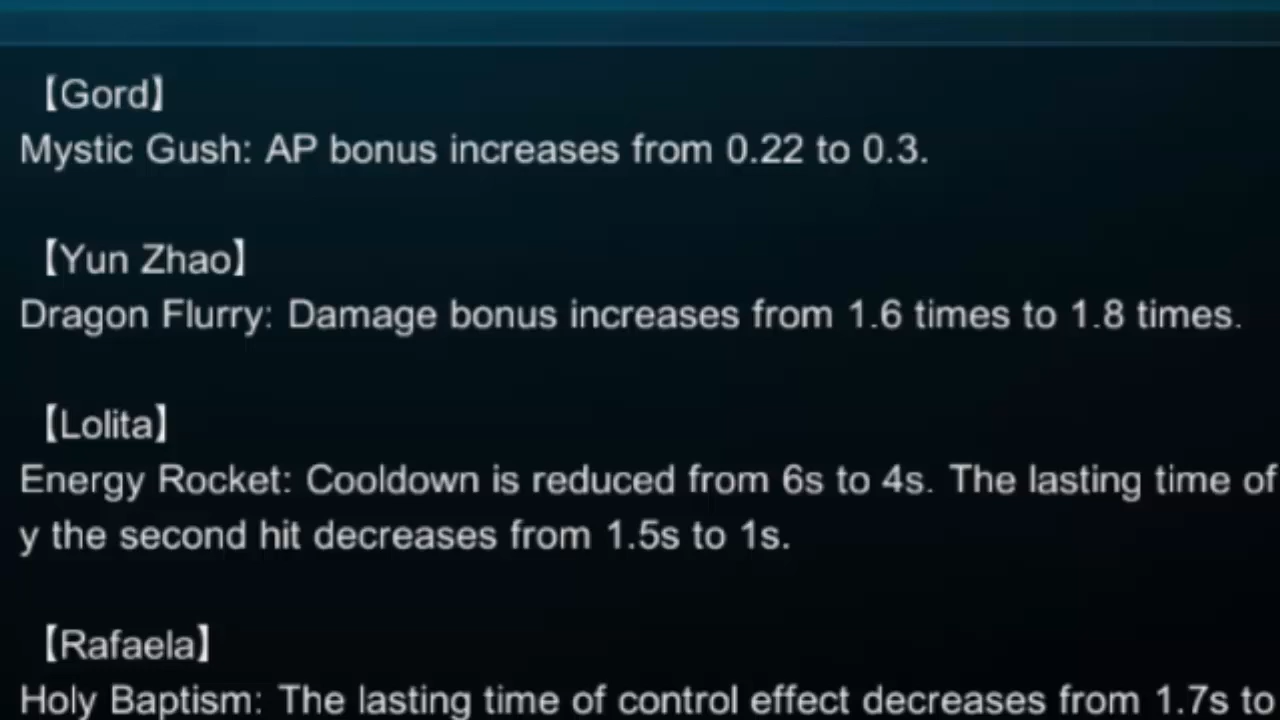 【Gord】
Mystic Gush: AP bonus increases from 0.22 to 0.3.
【Yun Zhao】
Dragon Flurry: Damage bonus increases from 1.6 times to 1.8 times.
【Lolita】
Energy Rocket: Cooldown is reduced from 6s to 4s. The lasting time of
y the second hit decreases from 1.5s to 1s.
【Rafaela】
Holy Baptism: The lasting time of control effect decreases from 1.7s to